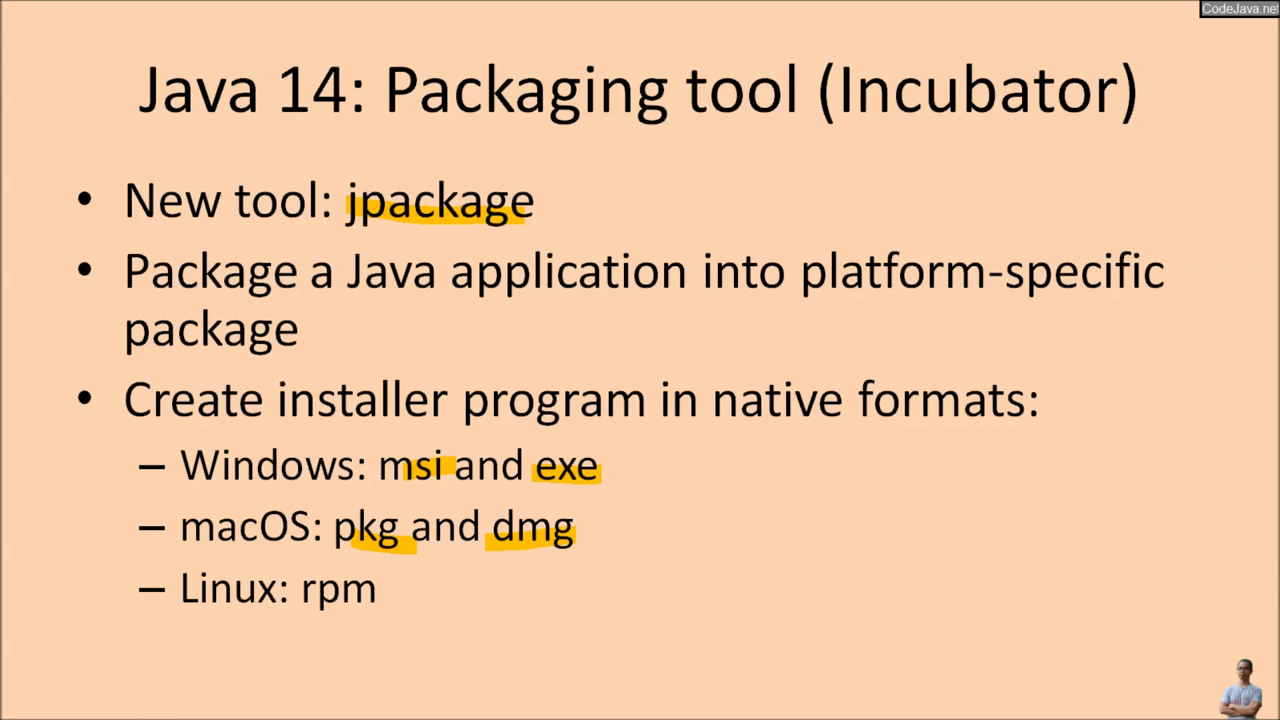 CodeJava.net
Java 14: Packaging tool (Incubator)
• New tool: jpackage
• Package a Java application into platform-specific
package
• Create installer program in native formats:
– Windows: msi and exe
– macOS: pkg and dmg
– Linux: rpm